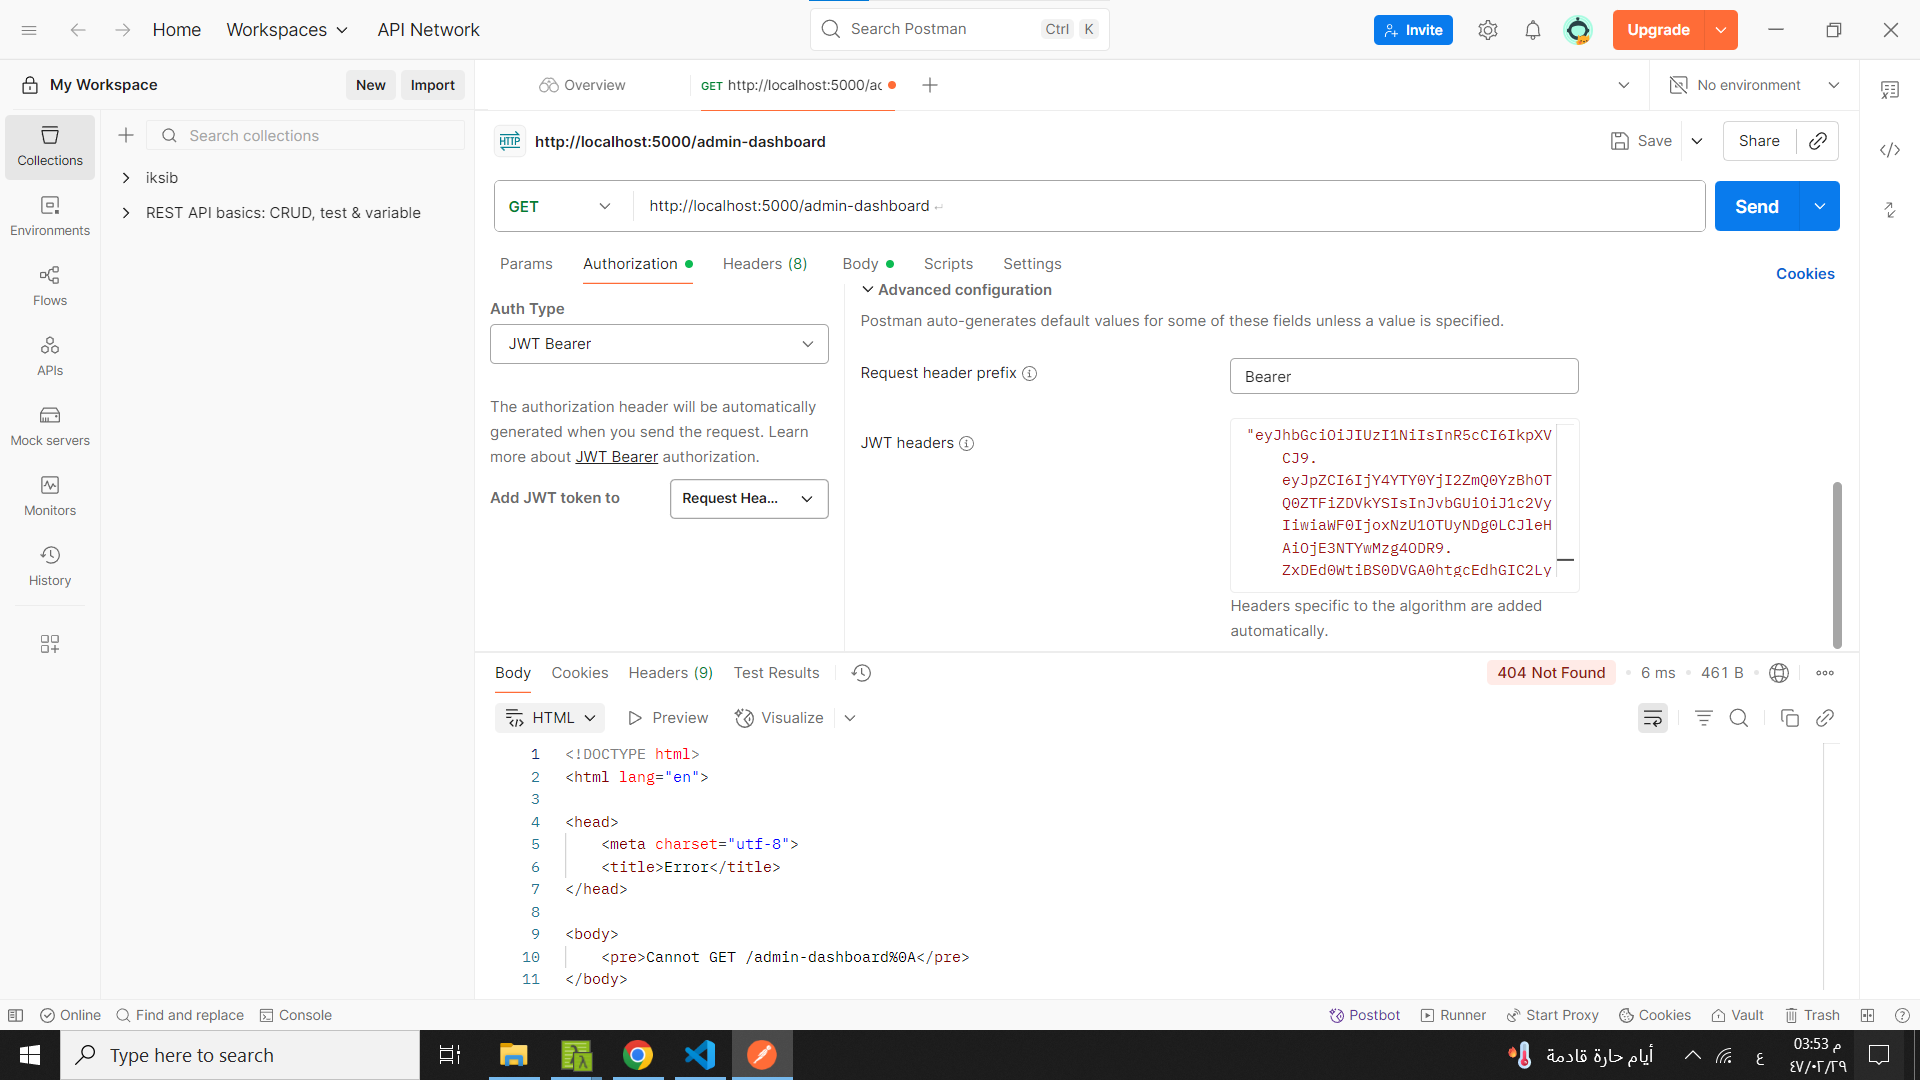 Home
Workspaces
API Network
Search Postman
Ctrl
K
Invite
Upgrade
My Workspace
New
Import
Overview
GET http://localhost:5000/ac
No environment
Collections
Environments
Flows
APIs
Mock servers
Monitors
History
Search collections
iksib
REST API basics: CRUD, test & variable
HTTP
http://localhost:5000/admin-dashboard
Save
Share
GET
http://localhost:5000/admin-dashboard
Send
Params
Authorization
Headers (8)
Body
Scripts
Settings
Cookies
Auth Type
JWT Bearer
The authorization header will be automatically
generated when you send the request. Learn
more about JWT Bearer authorization.
Add JWT token to
Request Hea...
Advanced configuration
Postman auto-generates default values for some of these fields unless a value is specified.
Request header prefix
Bearer
JWT headers
"eyJhbGciOiJIUzI1NiIsInR5cCI6IkpXV
CJ9.
eyJpZCI6IjY4YTY0YjI2ZmQ0YzBhOT
Q0ZTFiZDVkYSIsInJvbGUiOiJ1c2Vy
IiwiaWF0IjoxNzU1OTUyNDg0LCJleH
AiOjE3NTYwMzg4ODR9.
ZxDEd0WtiBS0DVGA0htgcEdhGIC2Ly
Headers specific to the algorithm are added
automatically.
Body
Cookies
Headers (9)
Test Results
404 Not Found
6 ms
461 B
HTML
Preview
Visualize
1 <!DOCTYPE html>
2 <html lang="en">
3
4 <head>
5 <meta charset="utf-8">
6 <title>Error</title>
7 </head>
8
9 <body>
10 <pre>Cannot GET /admin-dashboard%0A</pre>
11 </body>
Online
Find and replace
Console
Postbot
Runner
Start Proxy
Cookies
Vault
Trash
Type here to search
أيام حارة قادمة
ع
03:53 م
٤٧/٠٢/٢٩